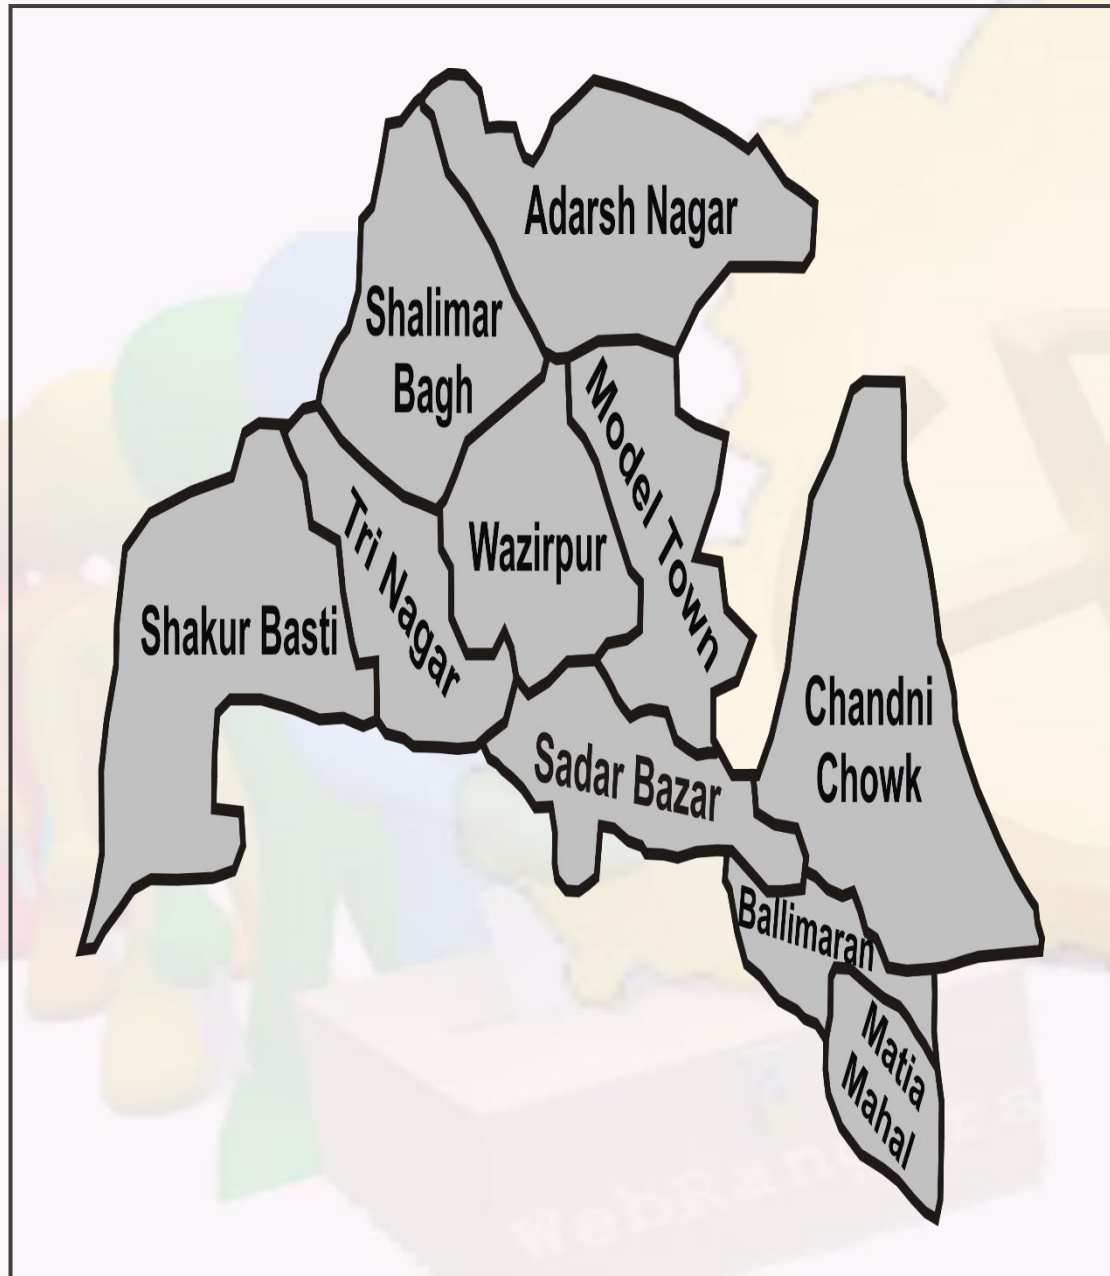 Adarsh Nagar
Shalimar
Bagh
Model Town
Wazirpur
Tri Nagar
Shakur Basti
Chandni
Chowk
Sadar Bazar
Ballimaran
Matia
Mahal